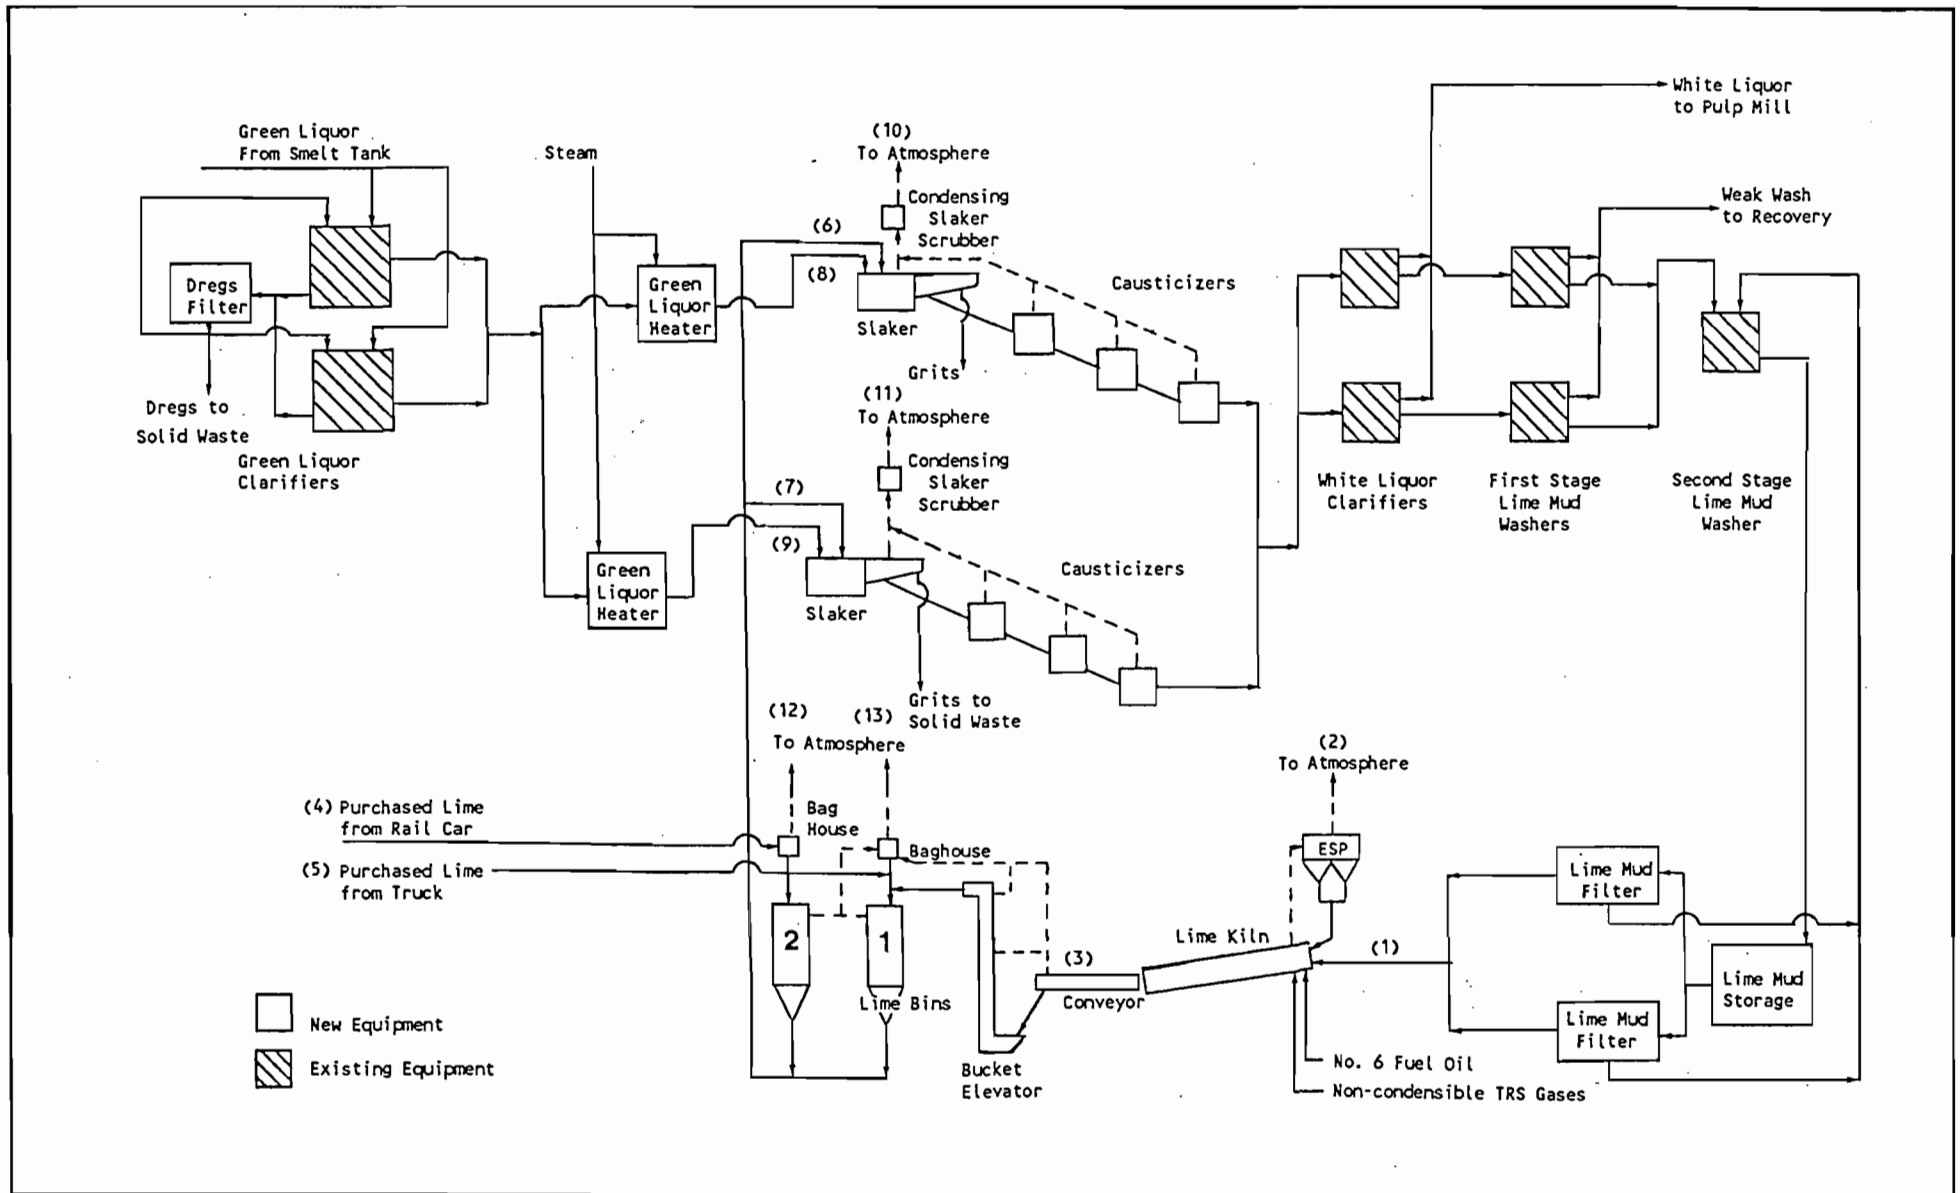 White Liquor
to Pulp Mill
Green Liquor
From Smelt Tank
Steam
(10)
To Atmosphere
Condensing
Slaker
Scrubber
Weak Wash
to Recovery
(6)
(8)
Dregs
Filter
Green
Liquor
Heater
Slaker
Causticizers
Grits
Dregs to
Solid Waste
Green Liquor
Clarifiers
(11)
To Atmosphere
Condensing
Slaker
Scrubber
White Liquor
Clarifiers
First Stage
Lime Mud
Washers
Second Stage
Lime Mud
Washer
(7)
(9)
Green
Liquor
Heater
Slaker
Causticizers
Grits to
Solid Waste
(12)
(13)
To Atmosphere
(2)
To Atmosphere
(4) Purchased Lime
from Rail Car
Bag
House
Baghouse
(5) Purchased Lime
from Truck
ESP
Lime Mud
Filter
2
1
Lime Kiln
(1)
(3)
Conveyor
Lime Bins
Lime Mud
Storage
Lime Mud
Filter
New Equipment
Existing Equipment
Bucket
Elevator
No. 6 Fuel Oil
Non-condensible TRS Gases